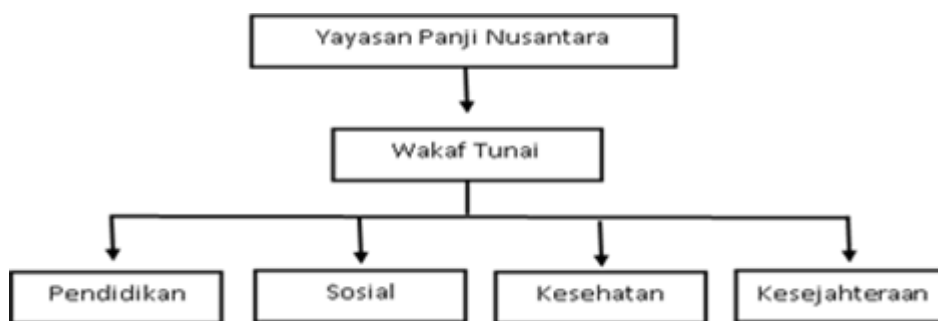 Yayasan Panji Nusantara
Wakaf Tunai
Pendidikan
Sosial
Kesehatan
Kesejahteraan